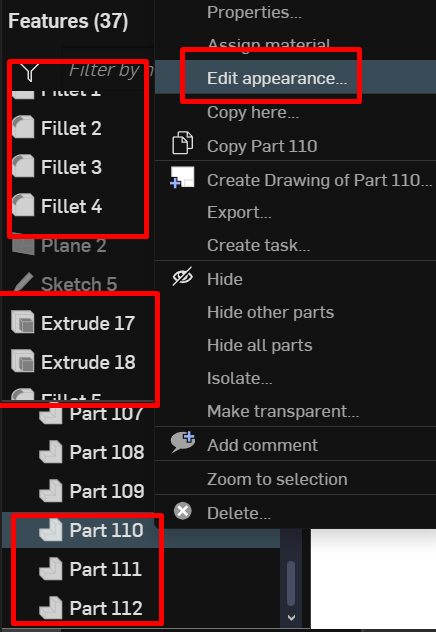 Features (37)
Filter by n
Fillet 1
Fillet 2
Fillet 3
Fillet 4
Plane 2
Sketch 5
Extrude 17
Extrude 18
Fillet 5
Part 107
Part 108
Part 109
Part 110
Part 111
Part 112
Properties...
Assign material
Edit appearance...
Copy here...
Copy Part 110
Create Drawing of Part 110...
Export...
Create task...
Hide
Hide other parts
Hide all parts
Isolate...
Make transparent...
Add comment
Zoom to selection
Delete...